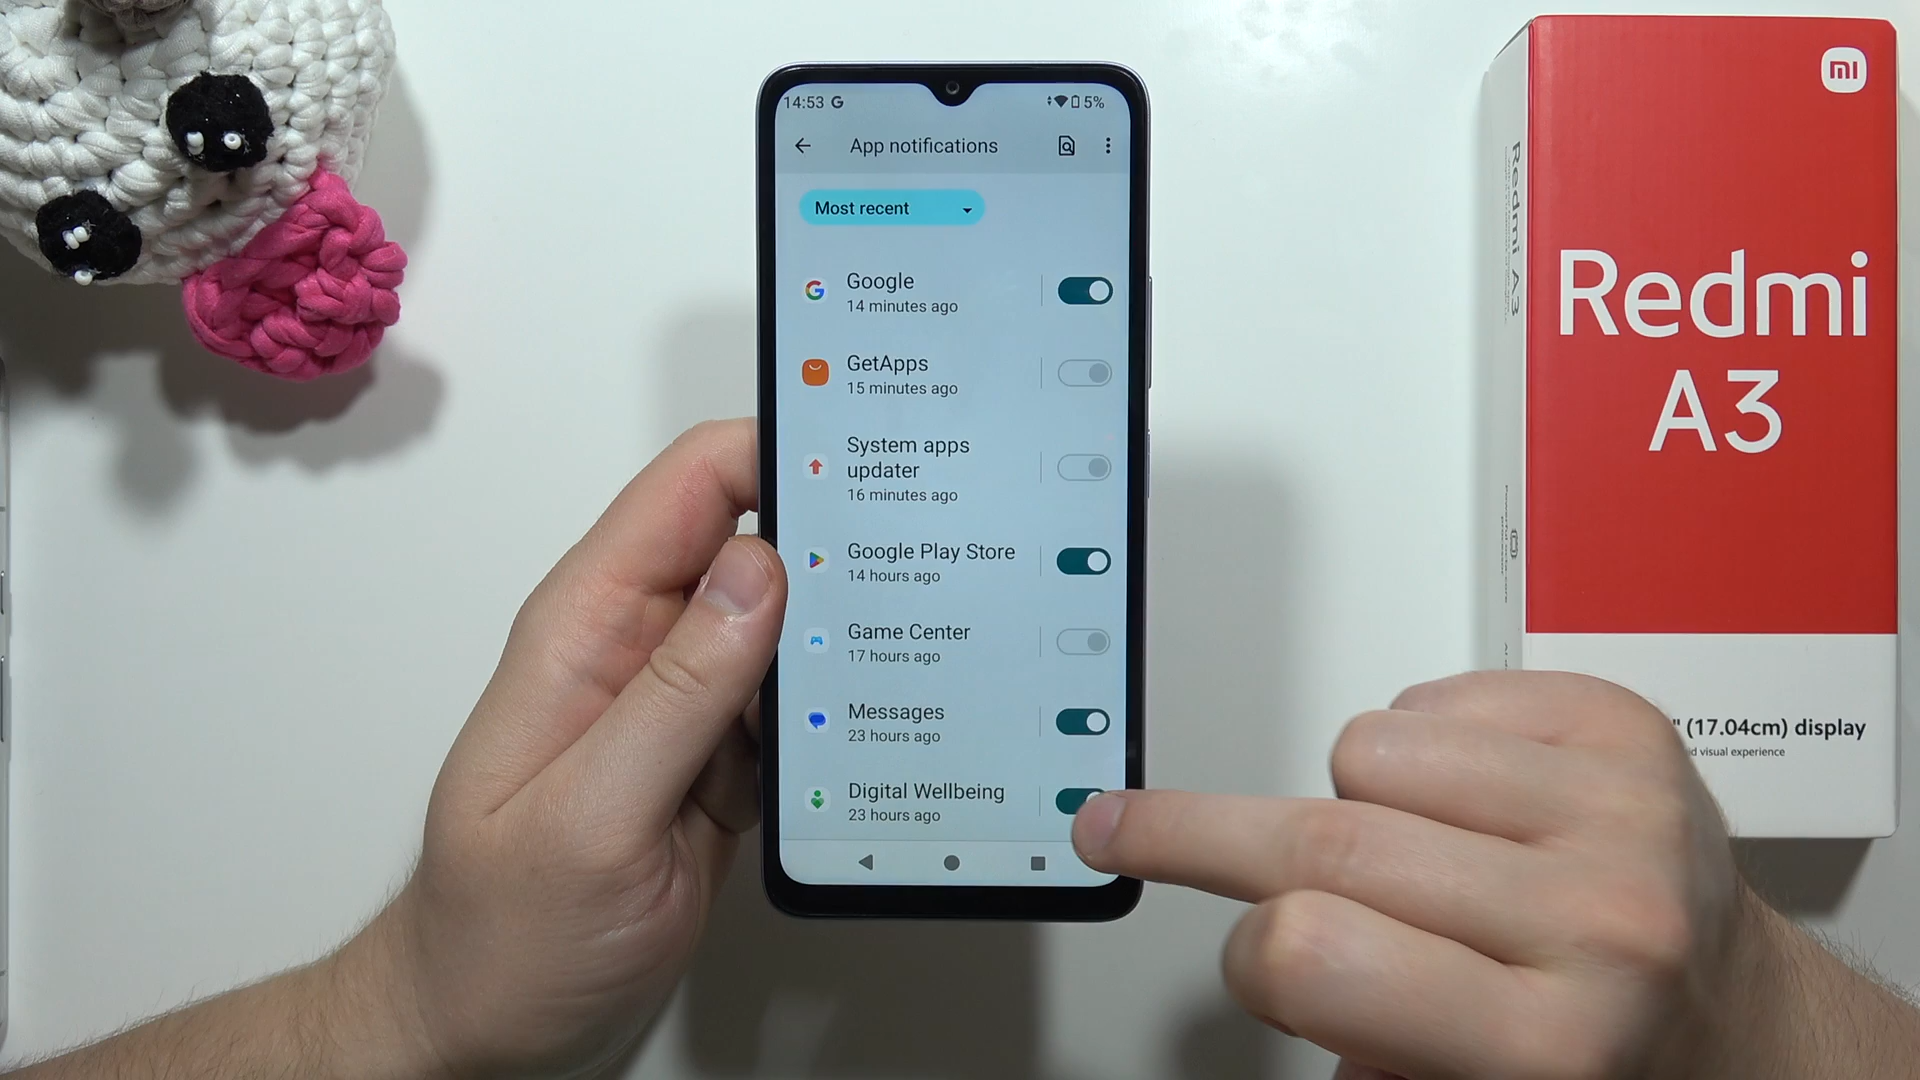 14:53 G
5%
App notifications
Most recent
Google
14 minutes ago
GetApps
15 minutes ago
System apps
updater
16 minutes ago
Google Play Store
14 hours ago
Game Center
17 hours ago
Messages
23 hours ago
Digital Wellbeing
23 hours ago
mi
Redmi
A3
" (17.04cm) display
visual experience
Redmi A3